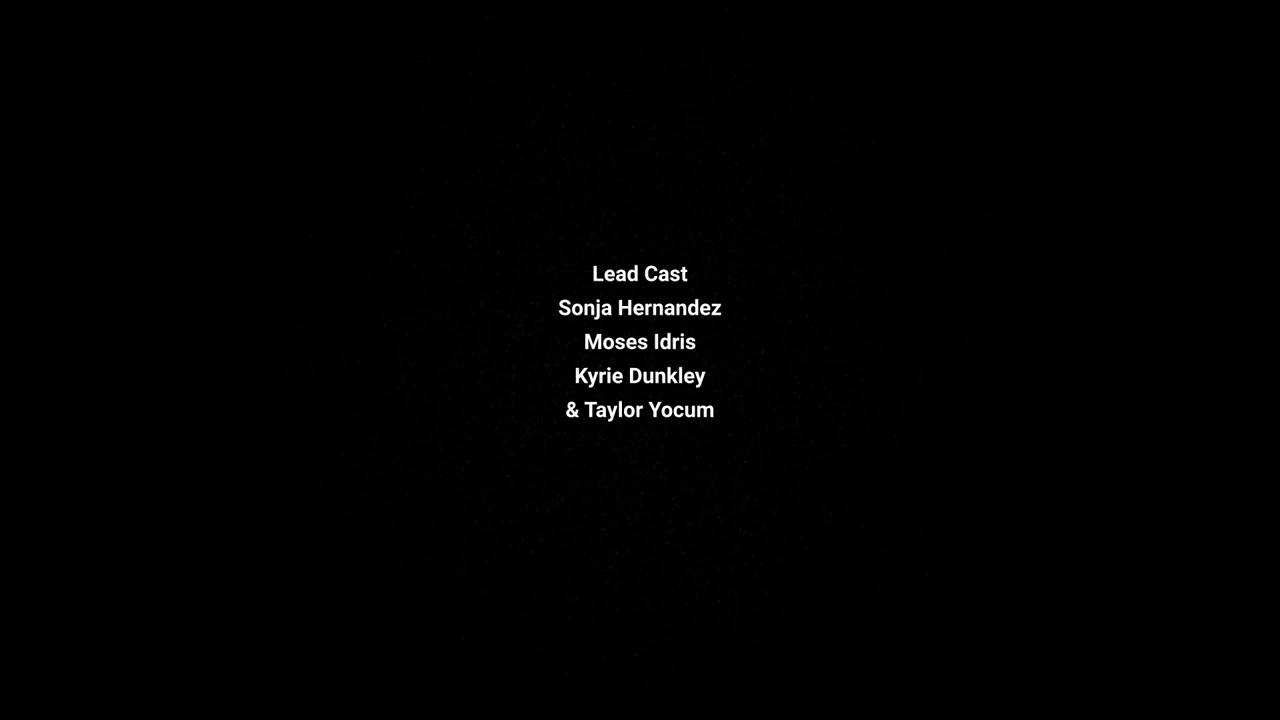 Lead Cast
Sonja Hernandez
Moses Idris
Kyrie Dunkley
& Taylor Yocum